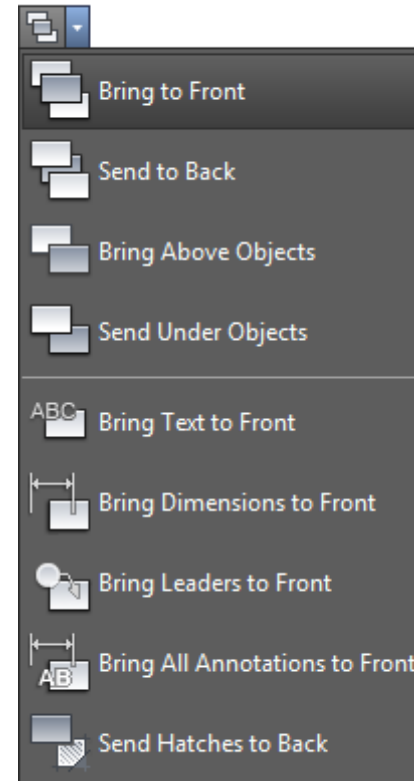 Bring to Front
Send to Back
Bring Above Objects
Send Under Objects
ABC Bring Text to Front
Bring Dimensions to Front
Bring Leaders to Front
AB Bring All Annotations to Front
Send Hatches to Back